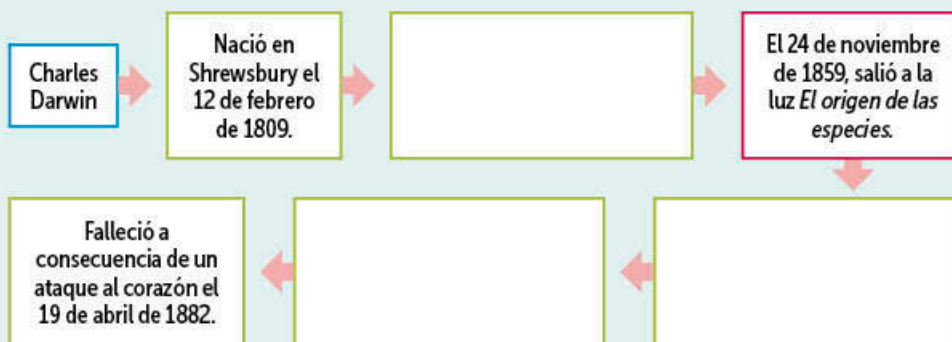 Charles
Darwin
Nació en
Shrewsbury el
12 de febrero
de 1809.
El 24 de noviembre
de 1859, salió a la
luz El origen de las
especies.
Falleció a
consecuencia de un
ataque al corazón el
19 de abril de 1882.